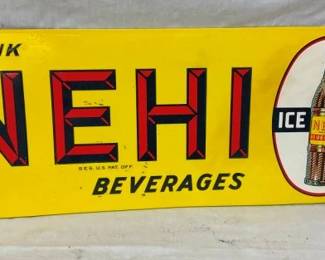 NK
NEHI
REG. U.S. PAT. OFF.
BEVERAGES
ICE